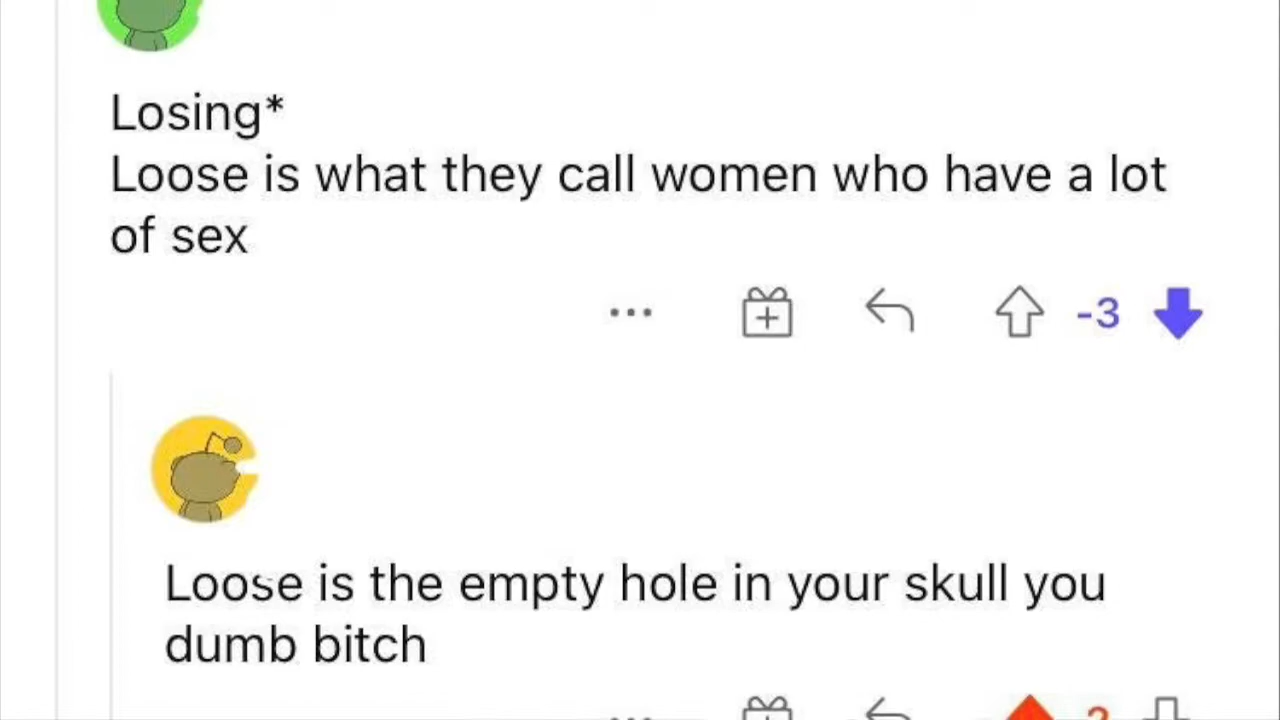 Losing*
Loose is what they call women who have a lot
of sex
-3
Loose is the empty hole in your skull you
dumb bitch